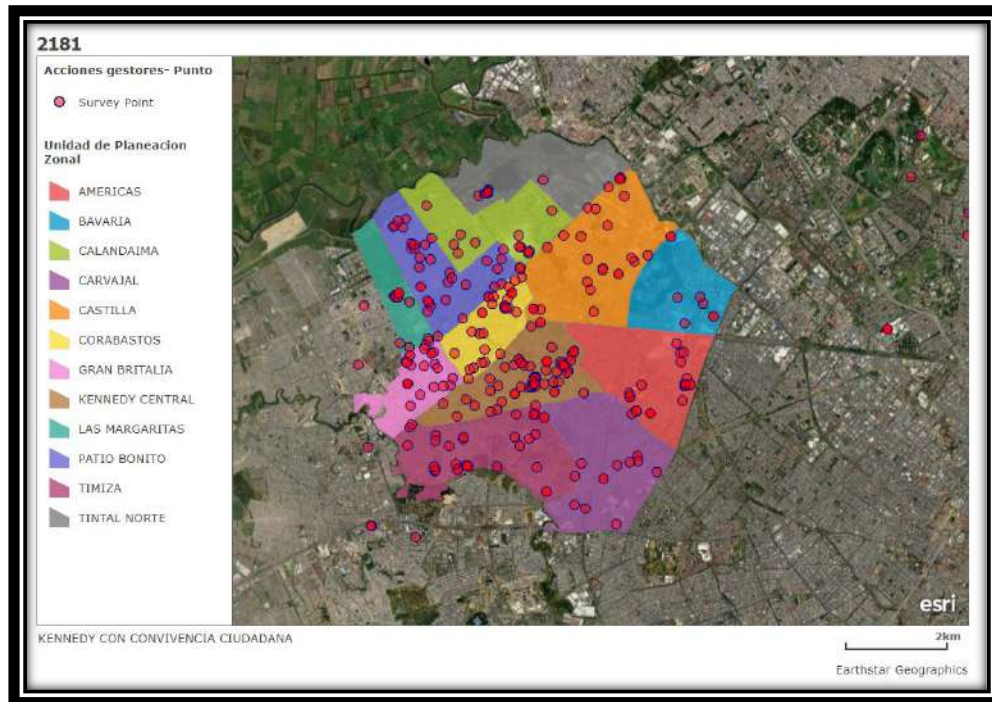 2181
Acciones gestores- Punto
Survey Point
Unidad de Planeacion
Zonal
AMERICAS
BAVARIA
CALANDAIMA
CARVAJAL
CASTILLA
CORABASTOS
GRAN BRITALIA
KENNEDY CENTRAL
LAS MARGARITAS
PATIO BONITO
TIMIZA
TINTAL NORTE
esri
KENNEDY CON CONVIVENCIA CIUDADANA
2km
Earthstar Geographics